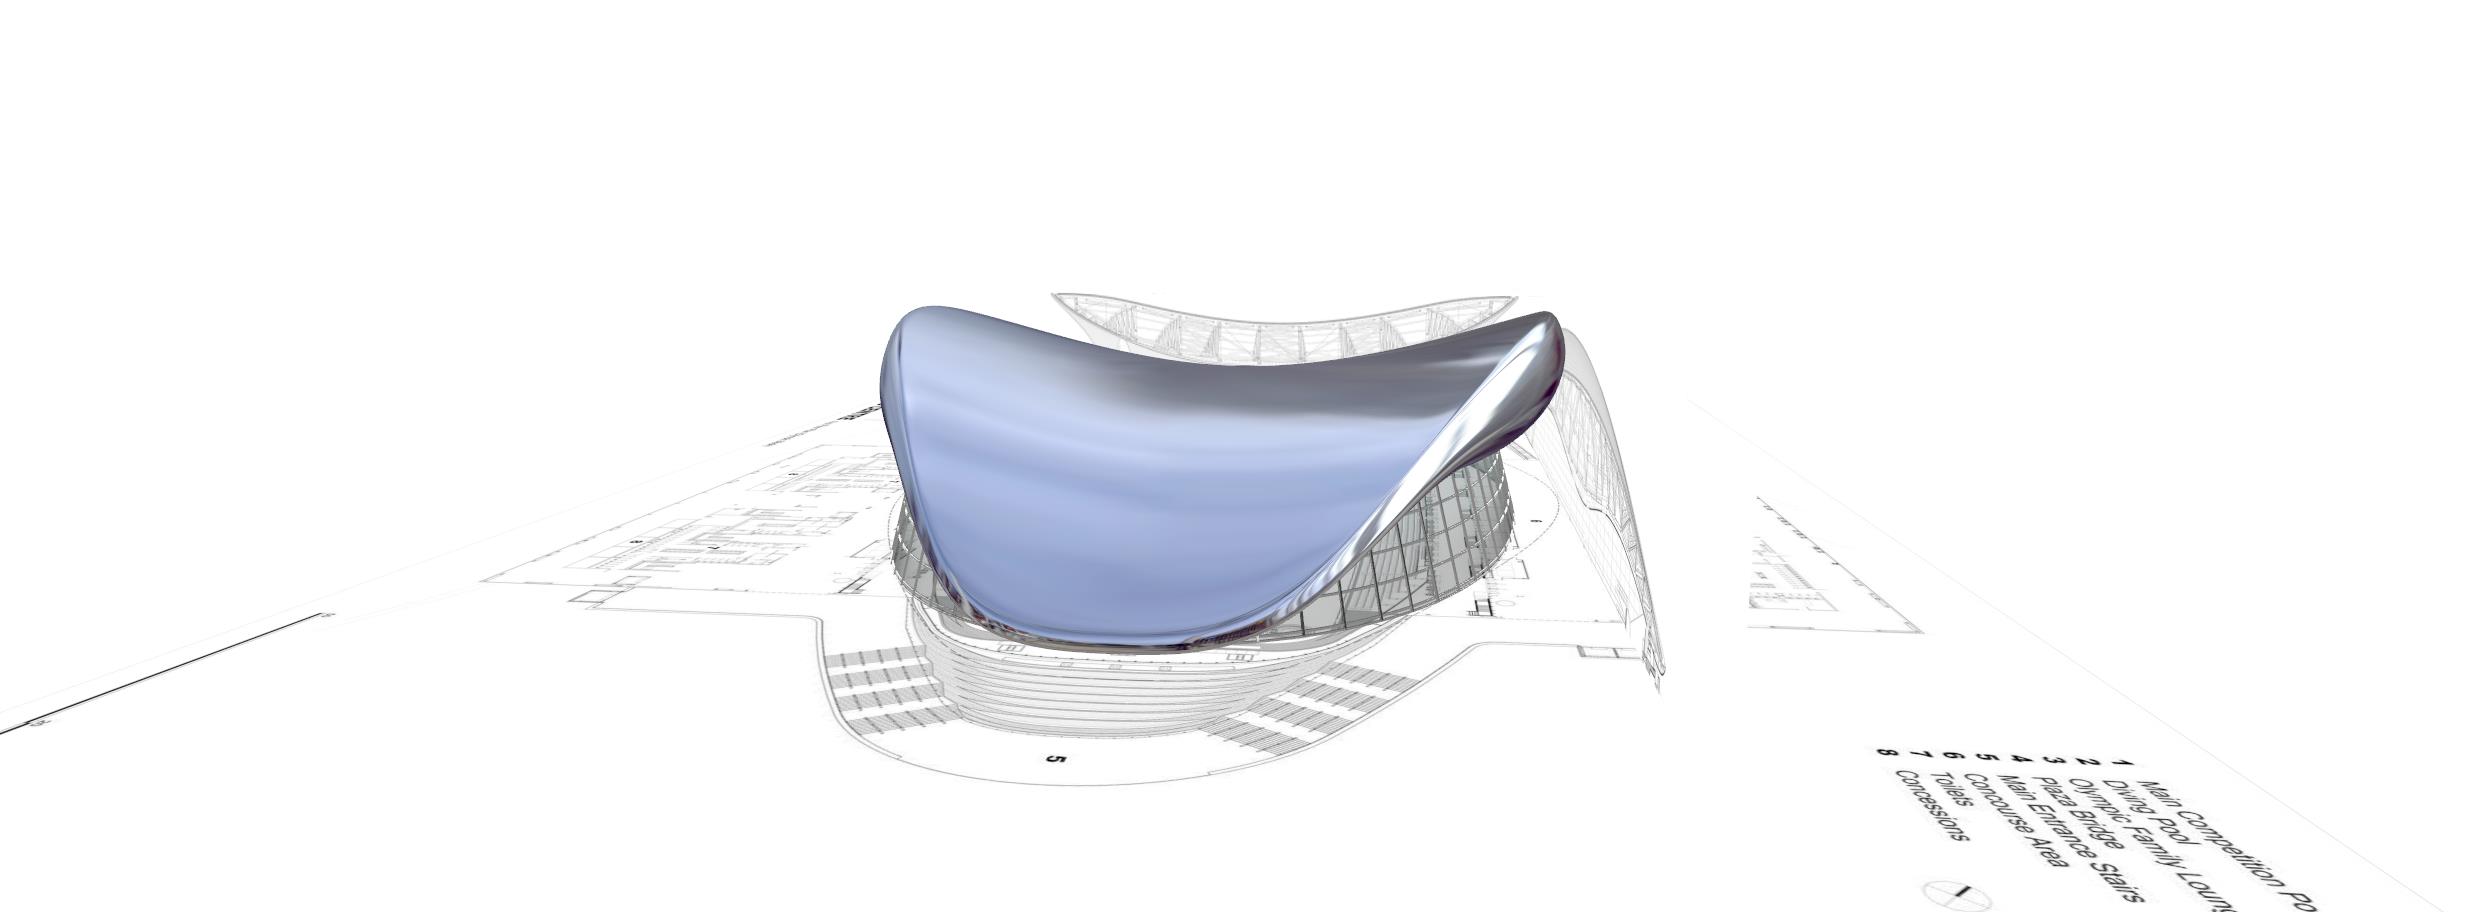 5
1 Main Competition Po
2 Diving Pool
3 Olympic Family Loung
4 Plaza Bridge
5 Main Entrance Stairs
6 Concourse Area
7 Toilets
8 Concessions